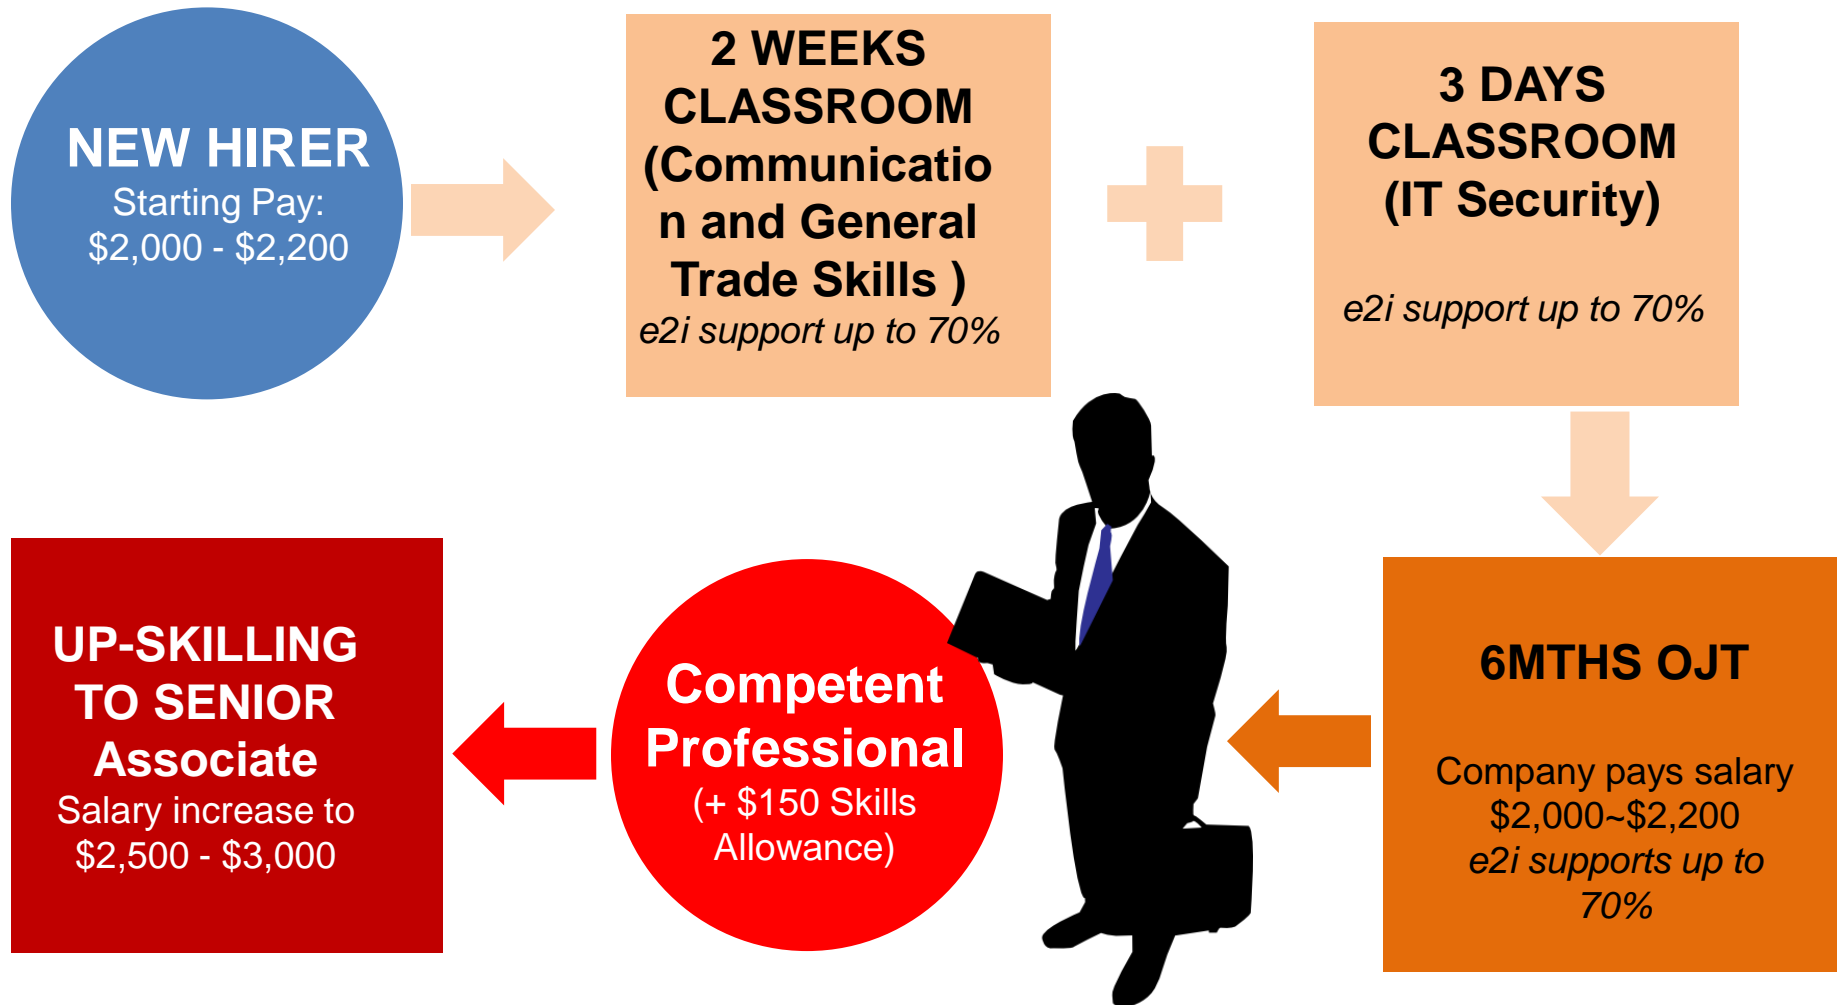 NEW HIRER
Starting Pay:
$2,000 - $2,200
2 WEEKS
CLASSROOM
(Communicatio
n and General
Trade Skills )
e2i support up to 70%
3 DAYS
CLASSROOM
(IT Security)
e2i support up to 70%
6MTHS OJT
Company pays salary
$2,000~$2,200
e2i supports up to
70%
Competent
Professional
(+ $150 Skills
Allowance)
UP-SKILLING
TO SENIOR
Associate
Salary increase to
$2,500 - $3,000